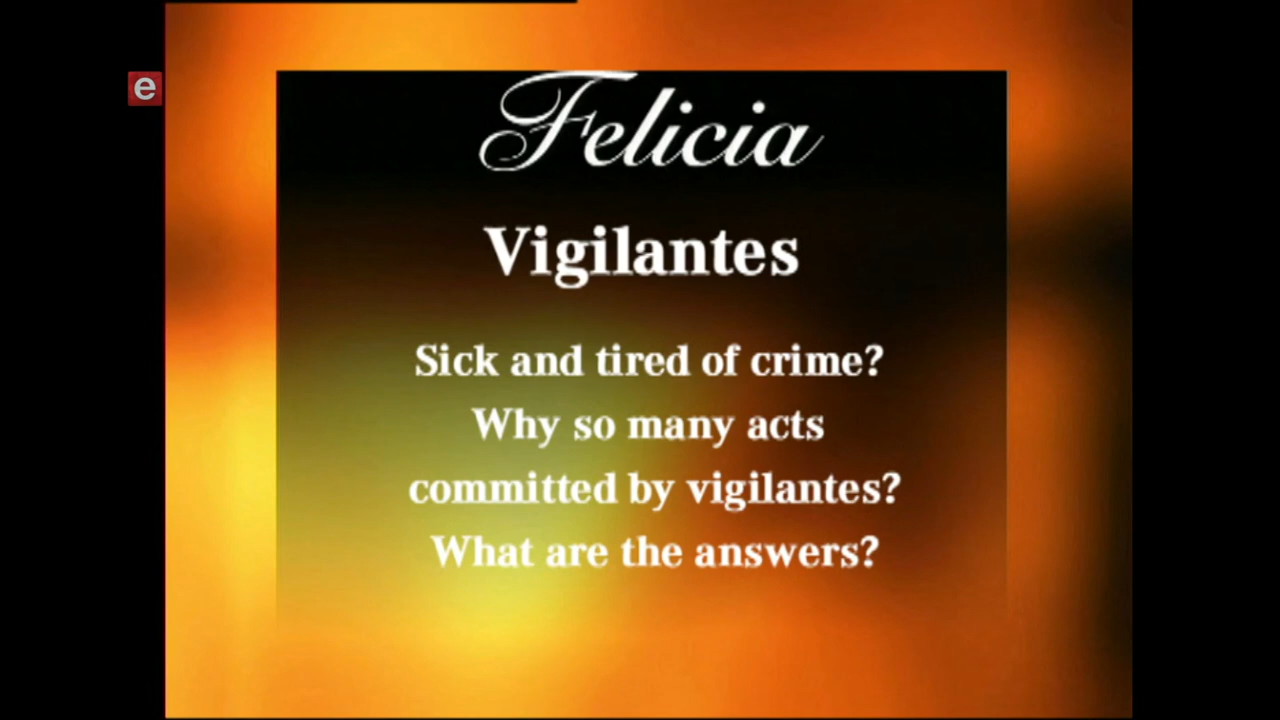 e
Felicia
Vigilantes
Sick and tired of crime?
Why so many acts
committed by vigilantes?
What are the answers?